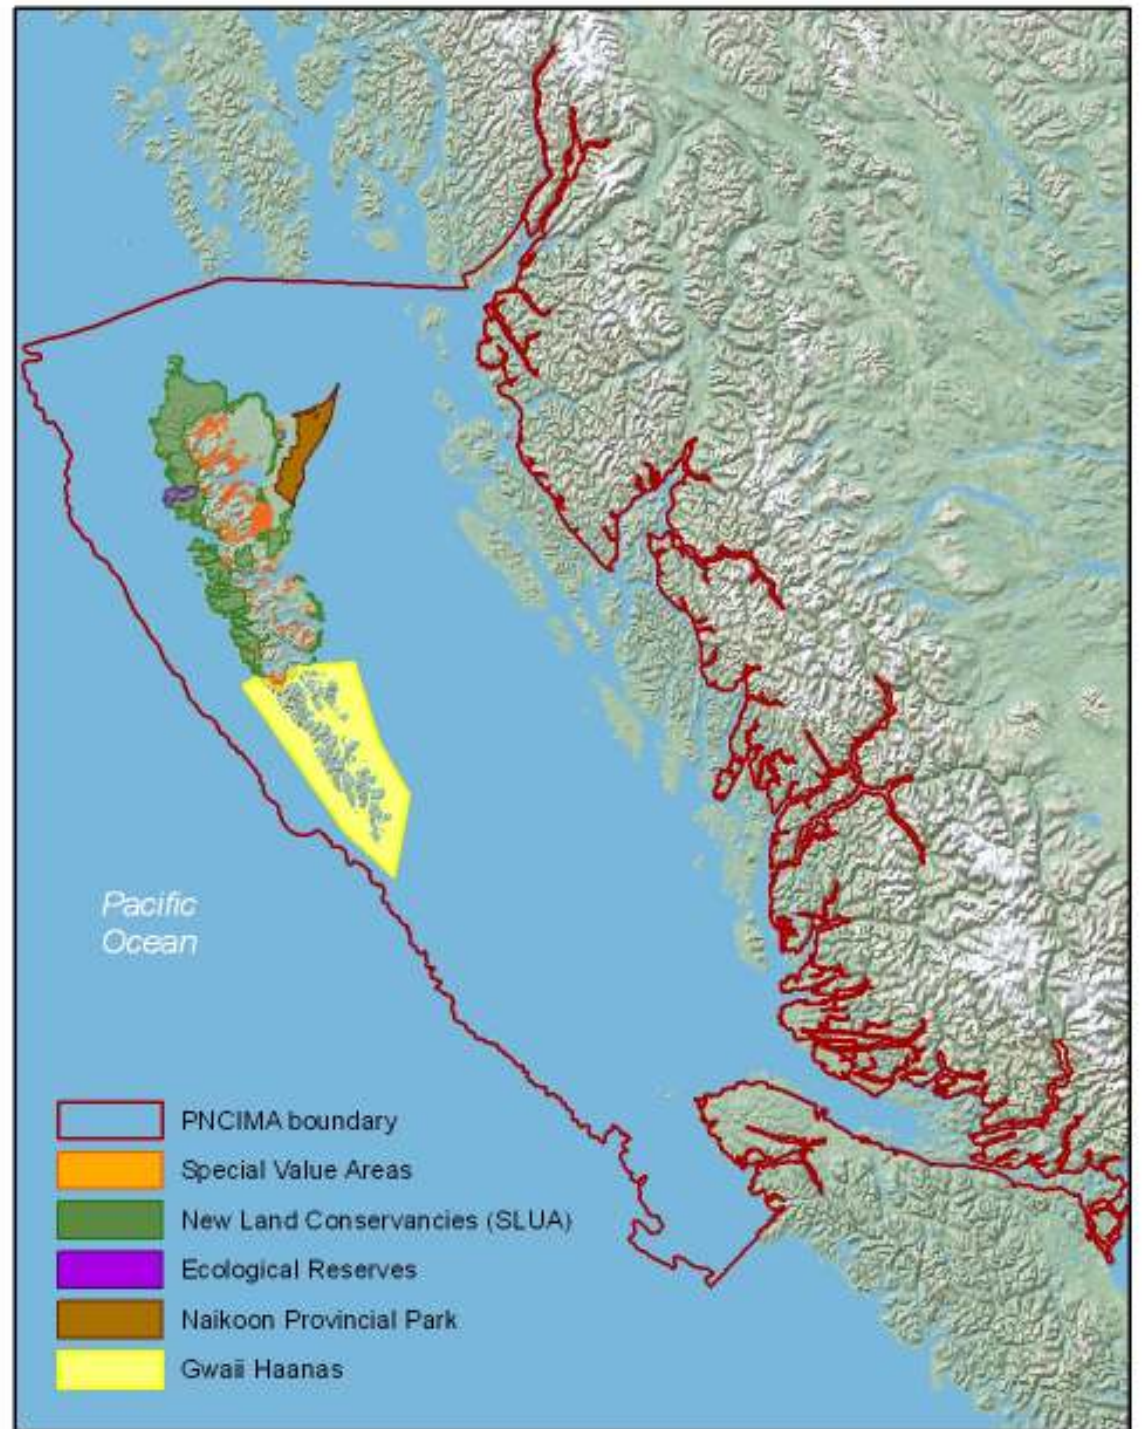 Pacific
Ocean
PNCIMA boundary
Special Value Areas
New Land Conservancies (SLUA)
Ecological Reserves
Naikoon Provincial Park
Gwaii Haanas